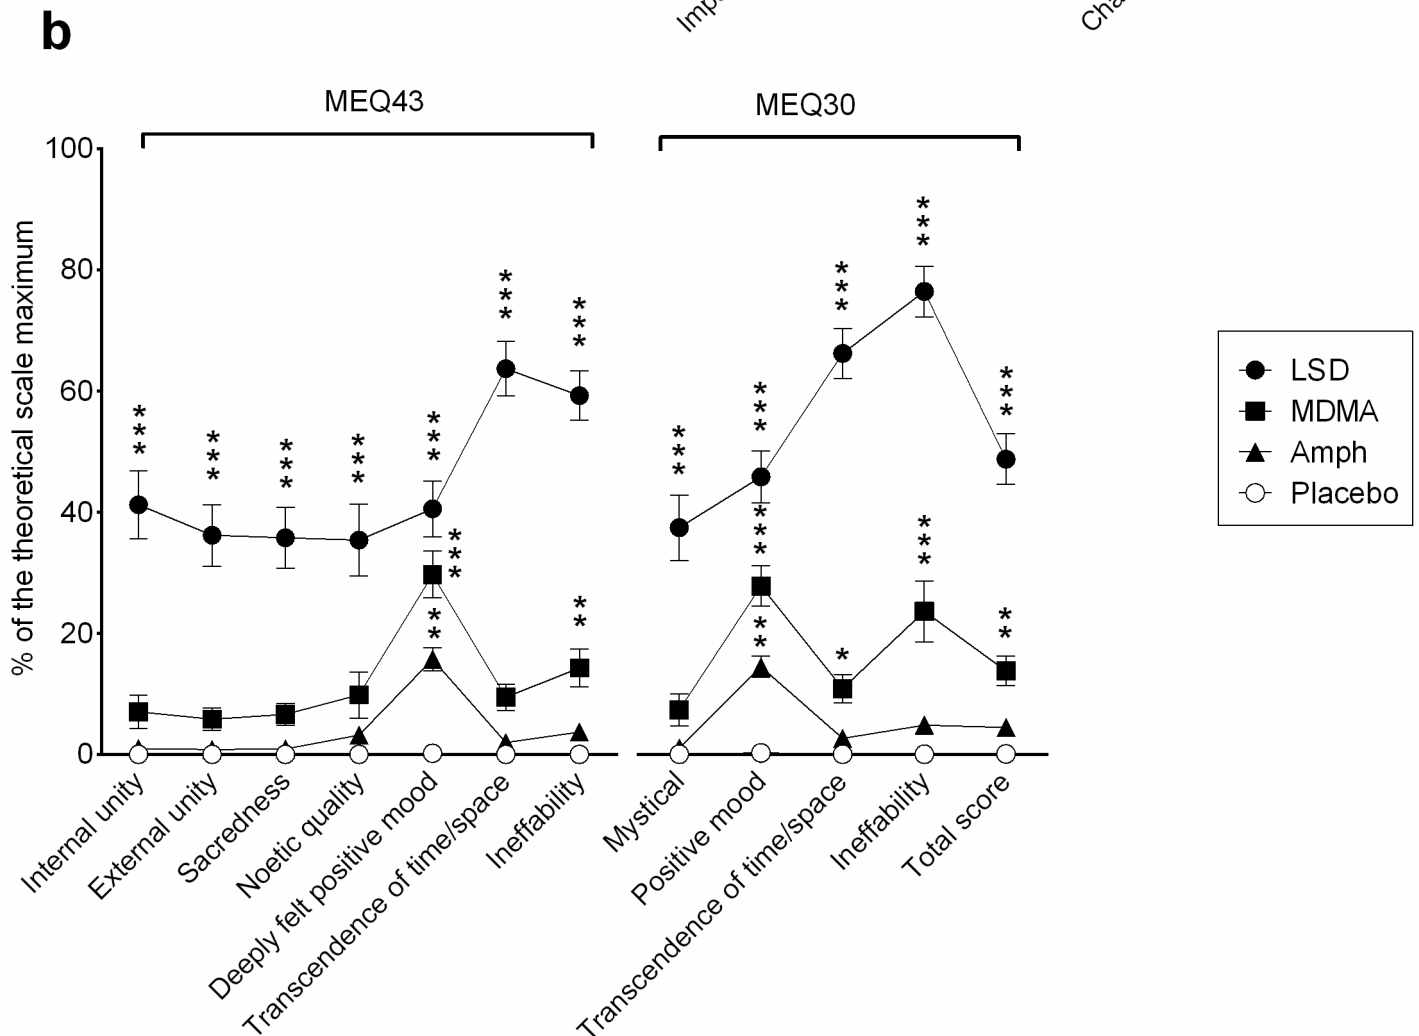 Impa
Cha
b
MEQ43
MEQ30
% of the theoretical scale maximum
100
80
60
40
20
0
***
***
***
***
***
***
***
***
**
**
***
***
***
***
***
***
**
*
***
**
LSD
MDMA
Amph
Placebo
Internal unity
External unity
Sacredness
Noetic quality
Deeply felt positive mood
Transcendence of time/space
Ineffability
Mystical
Positive mood
Transcendence of time/space
Ineffability
Total score